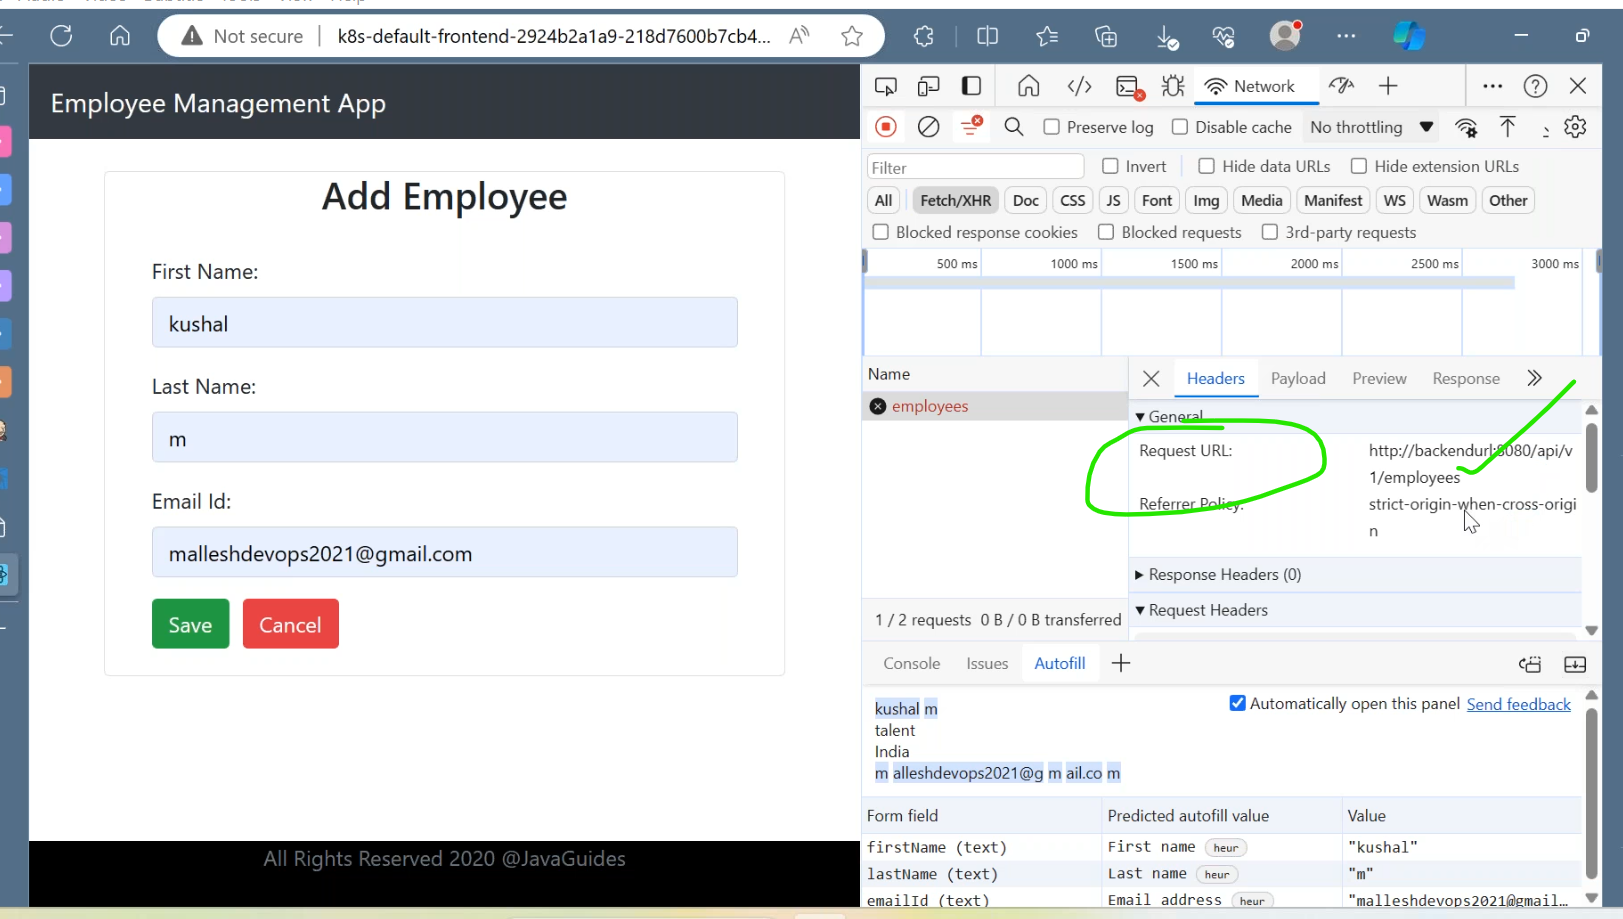 Not secure
k8s-default-frontend-2924b2a1a9-218d7600b7cb4...
Employee Management App
Add Employee
First Name:
kushal
Last Name:
m
Email Id:
malleshdevops2021@gmail.com
Save
Cancel
All Rights Reserved 2020 @JavaGuides
Network
Preserve log
Disable cache
No throttling
Filter
Invert
Hide data URLs
Hide extension URLs
All
Fetch/XHR
Doc
CSS
JS
Font
Img
Media
Manifest
WS
Wasm
Other
Blocked response cookies
Blocked requests
3rd-party requests
500 ms
1000 ms
1500 ms
2000 ms
2500 ms
3000 ms
Name
employees
1 / 2 requests 0 B / 0 B transferred
Headers
Payload
Preview
Response
General
Request URL:
http://backendurl:8080/api/v
1/employees
Referrer Policy:
strict-origin-when-cross-origi
n
Response Headers (0)
Request Headers
Console
Issues
Autofill
kushal m
talent
India
m alleshdevops2021@g m ail.co m
Automatically open this panel
Send feedback
Form field
Predicted autofill value
Value
firstName (text)
First name heur
"kushal"
lastName (text)
Last name heur
"m"
emailId (text)
Email address heur
"malleshdevops2021@gmail…